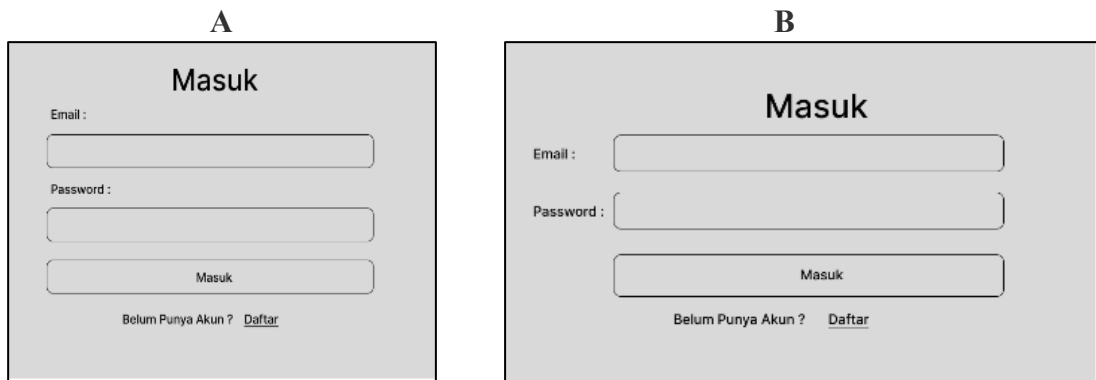 A
Masuk
Email :
Password :
Masuk
Belum Punya Akun ? Daftar
B
Masuk
Email :
Password :
Masuk
Belum Punya Akun ? Daftar